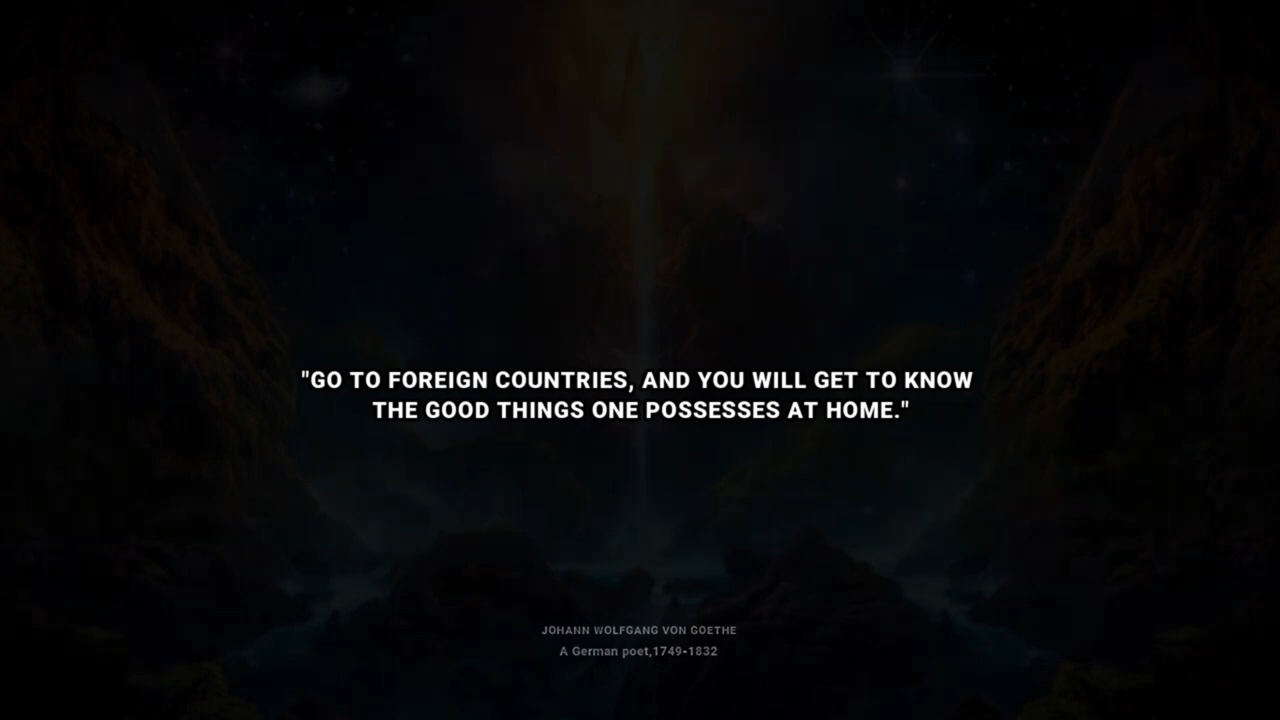 "GO TO FOREIGN COUNTRIES, AND YOU WILL GET TO KNOW
THE GOOD THINGS ONE POSSESSES AT HOME."
JOHANN WOLFGANG VON GOETHE
A German poet,1749-1832